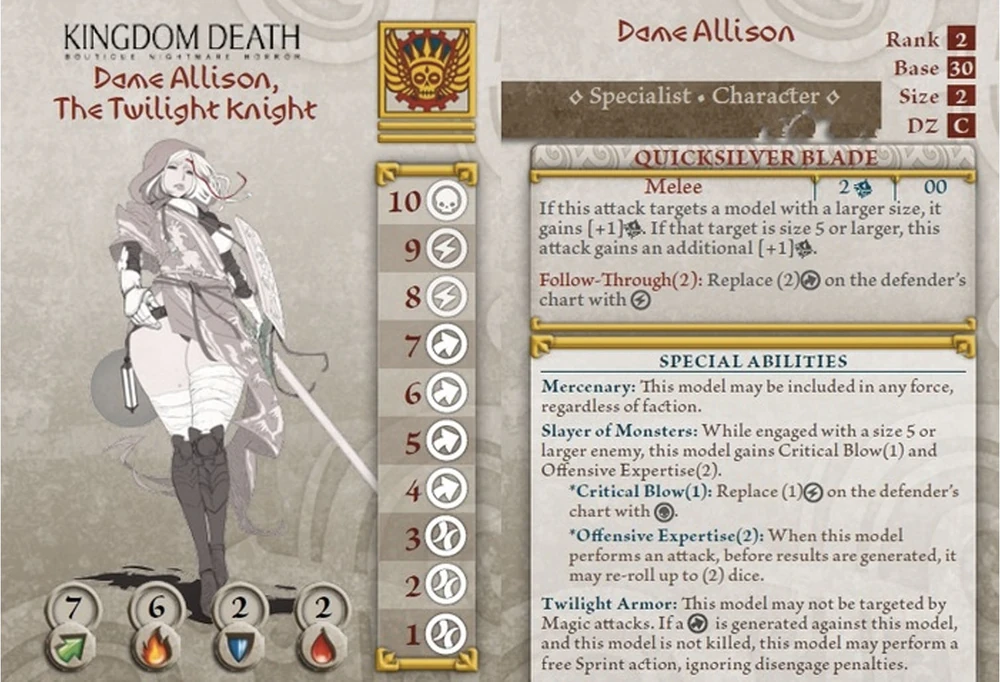 KINGDOM DEATH
BOUTIQUE NIGHTMARE HORROR
Dame Allison,
The Twilight Knight
10
9
8
7
6
5
4
3
2
1
7
6
2
2
Dame Allison
Rank 2
Base 30
Size 2
DZ C
Specialist • Character
QUICKSILVER BLADE
Melee 2 00
If this attack targets a model with a larger size, it
gains [+1]. If that target is size 5 or larger, this
attack gains an additional [+1].
Follow-Through(2): Replace (2) on the defender's
chart with
SPECIAL ABILITIES
Mercenary: This model may be included in any force,
regardless of faction.
Slayer of Monsters: While engaged with a size 5 or
larger enemy, this model gains Critical Blow(1) and
Offensive Expertise(2).
*Critical Blow(1): Replace (1) on the defender's
chart with .
*Offensive Expertise(2): When this model
performs an attack, before results are generated, it
may re-roll up to (2) dice.
Twilight Armor: This model may not be targeted by
Magic attacks. If a is generated against this model,
and this model is not killed, this model may perform a
free Sprint action, ignoring disengage penalties.